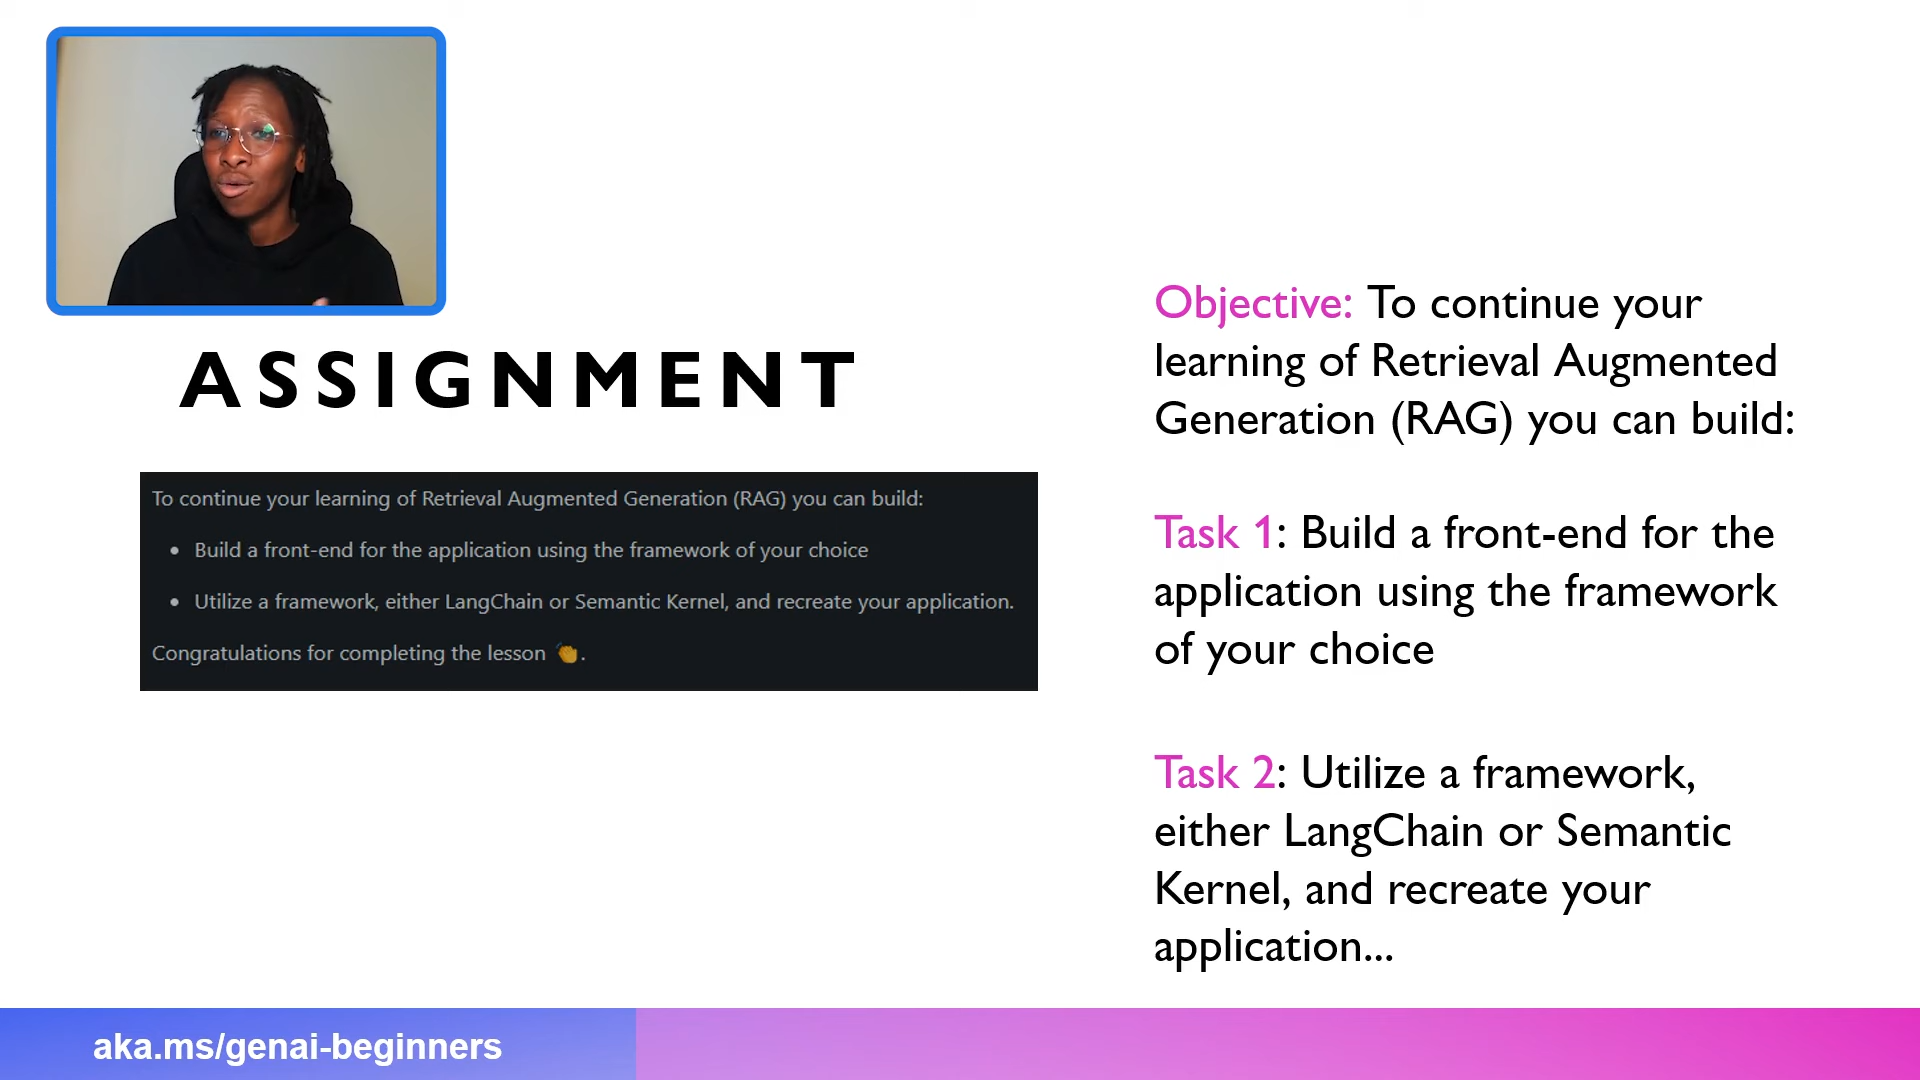 ASSIGNMENT
To continue your learning of Retrieval Augmented Generation (RAG) you can build:
• Build a front-end for the application using the framework of your choice
• Utilize a framework, either LangChain or Semantic Kernel, and recreate your application.
Congratulations for completing the lesson 👏.
Objective: To continue your
learning of Retrieval Augmented
Generation (RAG) you can build:
Task 1: Build a front-end for the
application using the framework
of your choice
Task 2: Utilize a framework,
either LangChain or Semantic
Kernel, and recreate your
application...
aka.ms/genai-beginners